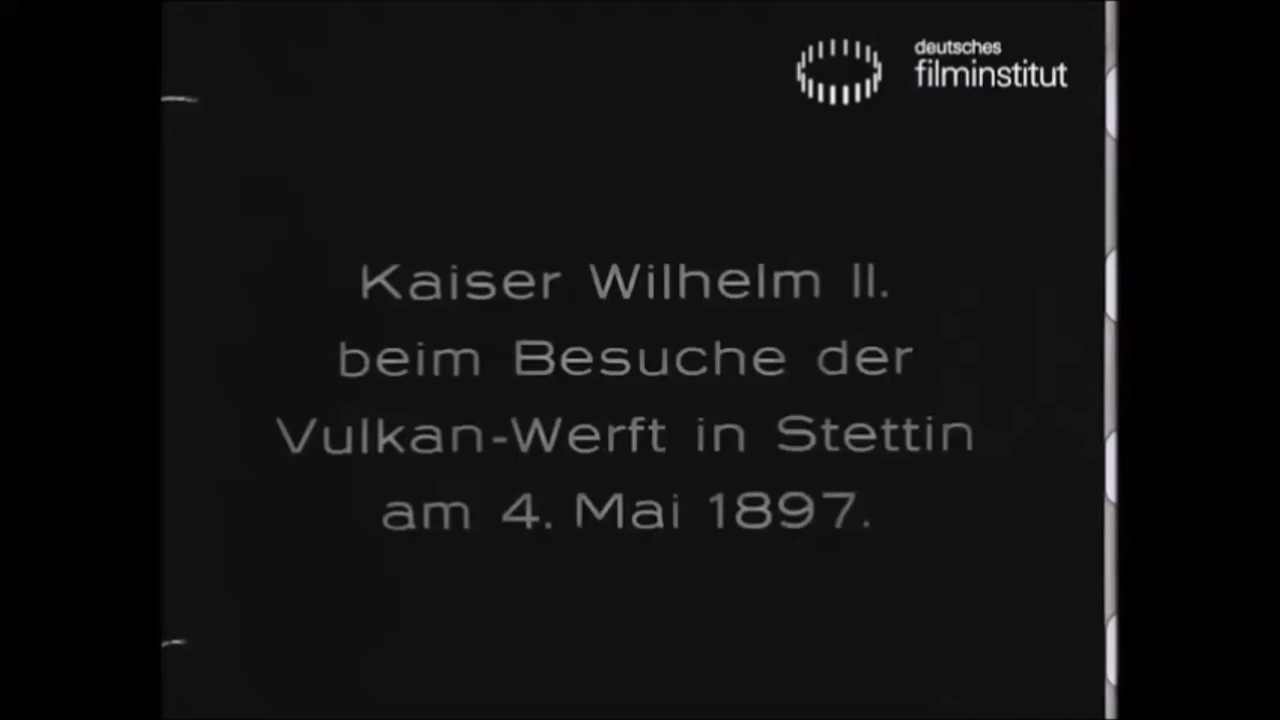 deutsches
filminstitut
Kaiser Wilhelm II.
beim Besuche der
Vulkan-Werft in Stettin
am 4. Mai 1897.